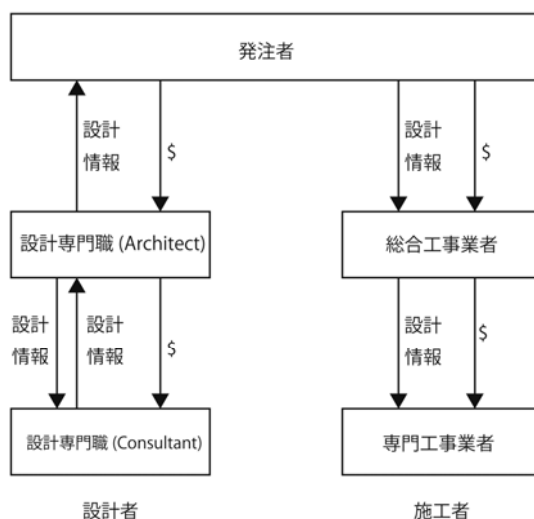 発注者
設計
情報
$
設計
情報
$
設計専門職 (Architect)
総合工事業者
設計
情報
設計
情報
$
設計
情報
$
設計専門職 (Consultant)
専門工事業者
設計者
施工者